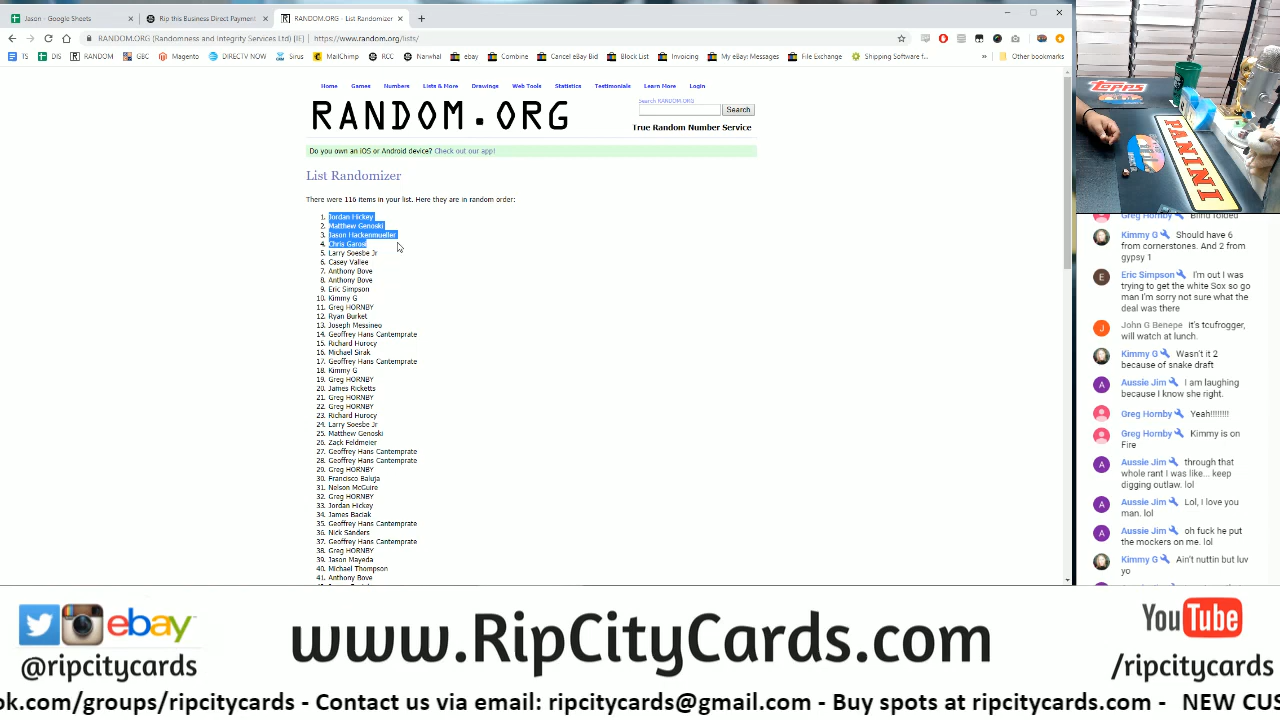 Jason - Google Sheets
Rip this Business Direct Payment
RANDOM.ORG - List Randomizer
RANDOM.ORG (Randomness and Integrity Services Ltd) [IE] | https://www.random.org/lists/
TS DIS RANDOM GBC Magento DIRECTV NOW Sirus MailChimp RCC Narwhal ebay Combine Cancel eBay Bid Block List Invoicing My eBay: Messages File Exchange Shipping Software f... » Other bookmarks
Home Games Numbers Lists & More Drawings Web Tools Statistics Testimonials Learn More Login
RANDOM.ORG
Search RANDOM.ORG
Search
True Random Number Service
Do you own an iOS or Android device? Check out our app!
List Randomizer
There were 116 items in your list. Here they are in random order:
1. Jordan Hickey
2. Matthew Genoski
3. Jason Hackenmueller
4. Chris Garosi
5. Larry Soesbe Jr
6. Casey Vallee
7. Anthony Bove
8. Anthony Bove
9. Eric Simpson
10. Kimmy G
11. Greg HORNBY
12. Ryan Burket
13. Joseph Messineo
14. Geoffrey Hans Cantemprate
15. Richard Hurocy
16. Michael Sirak
17. Geoffrey Hans Cantemprate
18. Kimmy G
19. Greg HORNBY
20. James Ricketts
21. Greg HORNBY
22. Greg HORNBY
23. Richard Hurocy
24. Larry Soesbe Jr
25. Matthew Genoski
26. Zack Feldmeier
27. Geoffrey Hans Cantemprate
28. Geoffrey Hans Cantemprate
29. Greg HORNBY
30. Francisco Baluja
31. Nelson McGuire
32. Greg HORNBY
33. Jordan Hickey
34. James Baciak
35. Geoffrey Hans Cantemprate
36. Nick Sanders
37. Geoffrey Hans Cantemprate
38. Greg HORNBY
39. Jason Mayeda
40. Michael Thompson
41. Anthony Bove
Topps
PANINI
Greg Hornby Blind folded
Kimmy G Should have 6
from cornerstones. And 2 from
gypsy 1
Eric Simpson I'm out I was
trying to get the white Sox so go
man I'm sorry not sure what the
deal was there
John G Benepe it's tcufrogger,
will watch at lunch.
Kimmy G Wasn't it 2
because of snake draft
Aussie Jim I am laughing
because I know she right.
Greg Hornby Yeah!!!!!!!!
Greg Hornby Kimmy is on
Fire
Aussie Jim through that
whole rant I was like... keep
digging outlaw. lol
Aussie Jim Lol, I love you
man. lol
Aussie Jim oh fuck he put
the mockers on me. lol
Kimmy G Ain't nuttin but luv
yo
ebay
@ripcitycards
www.RipCityCards.com
YouTube
/ripcitycards
ok.com/groups/ripcitycards - Contact us via email: ripcitycards@gmail.com - Buy spots at ripcitycards.com - NEW CUS